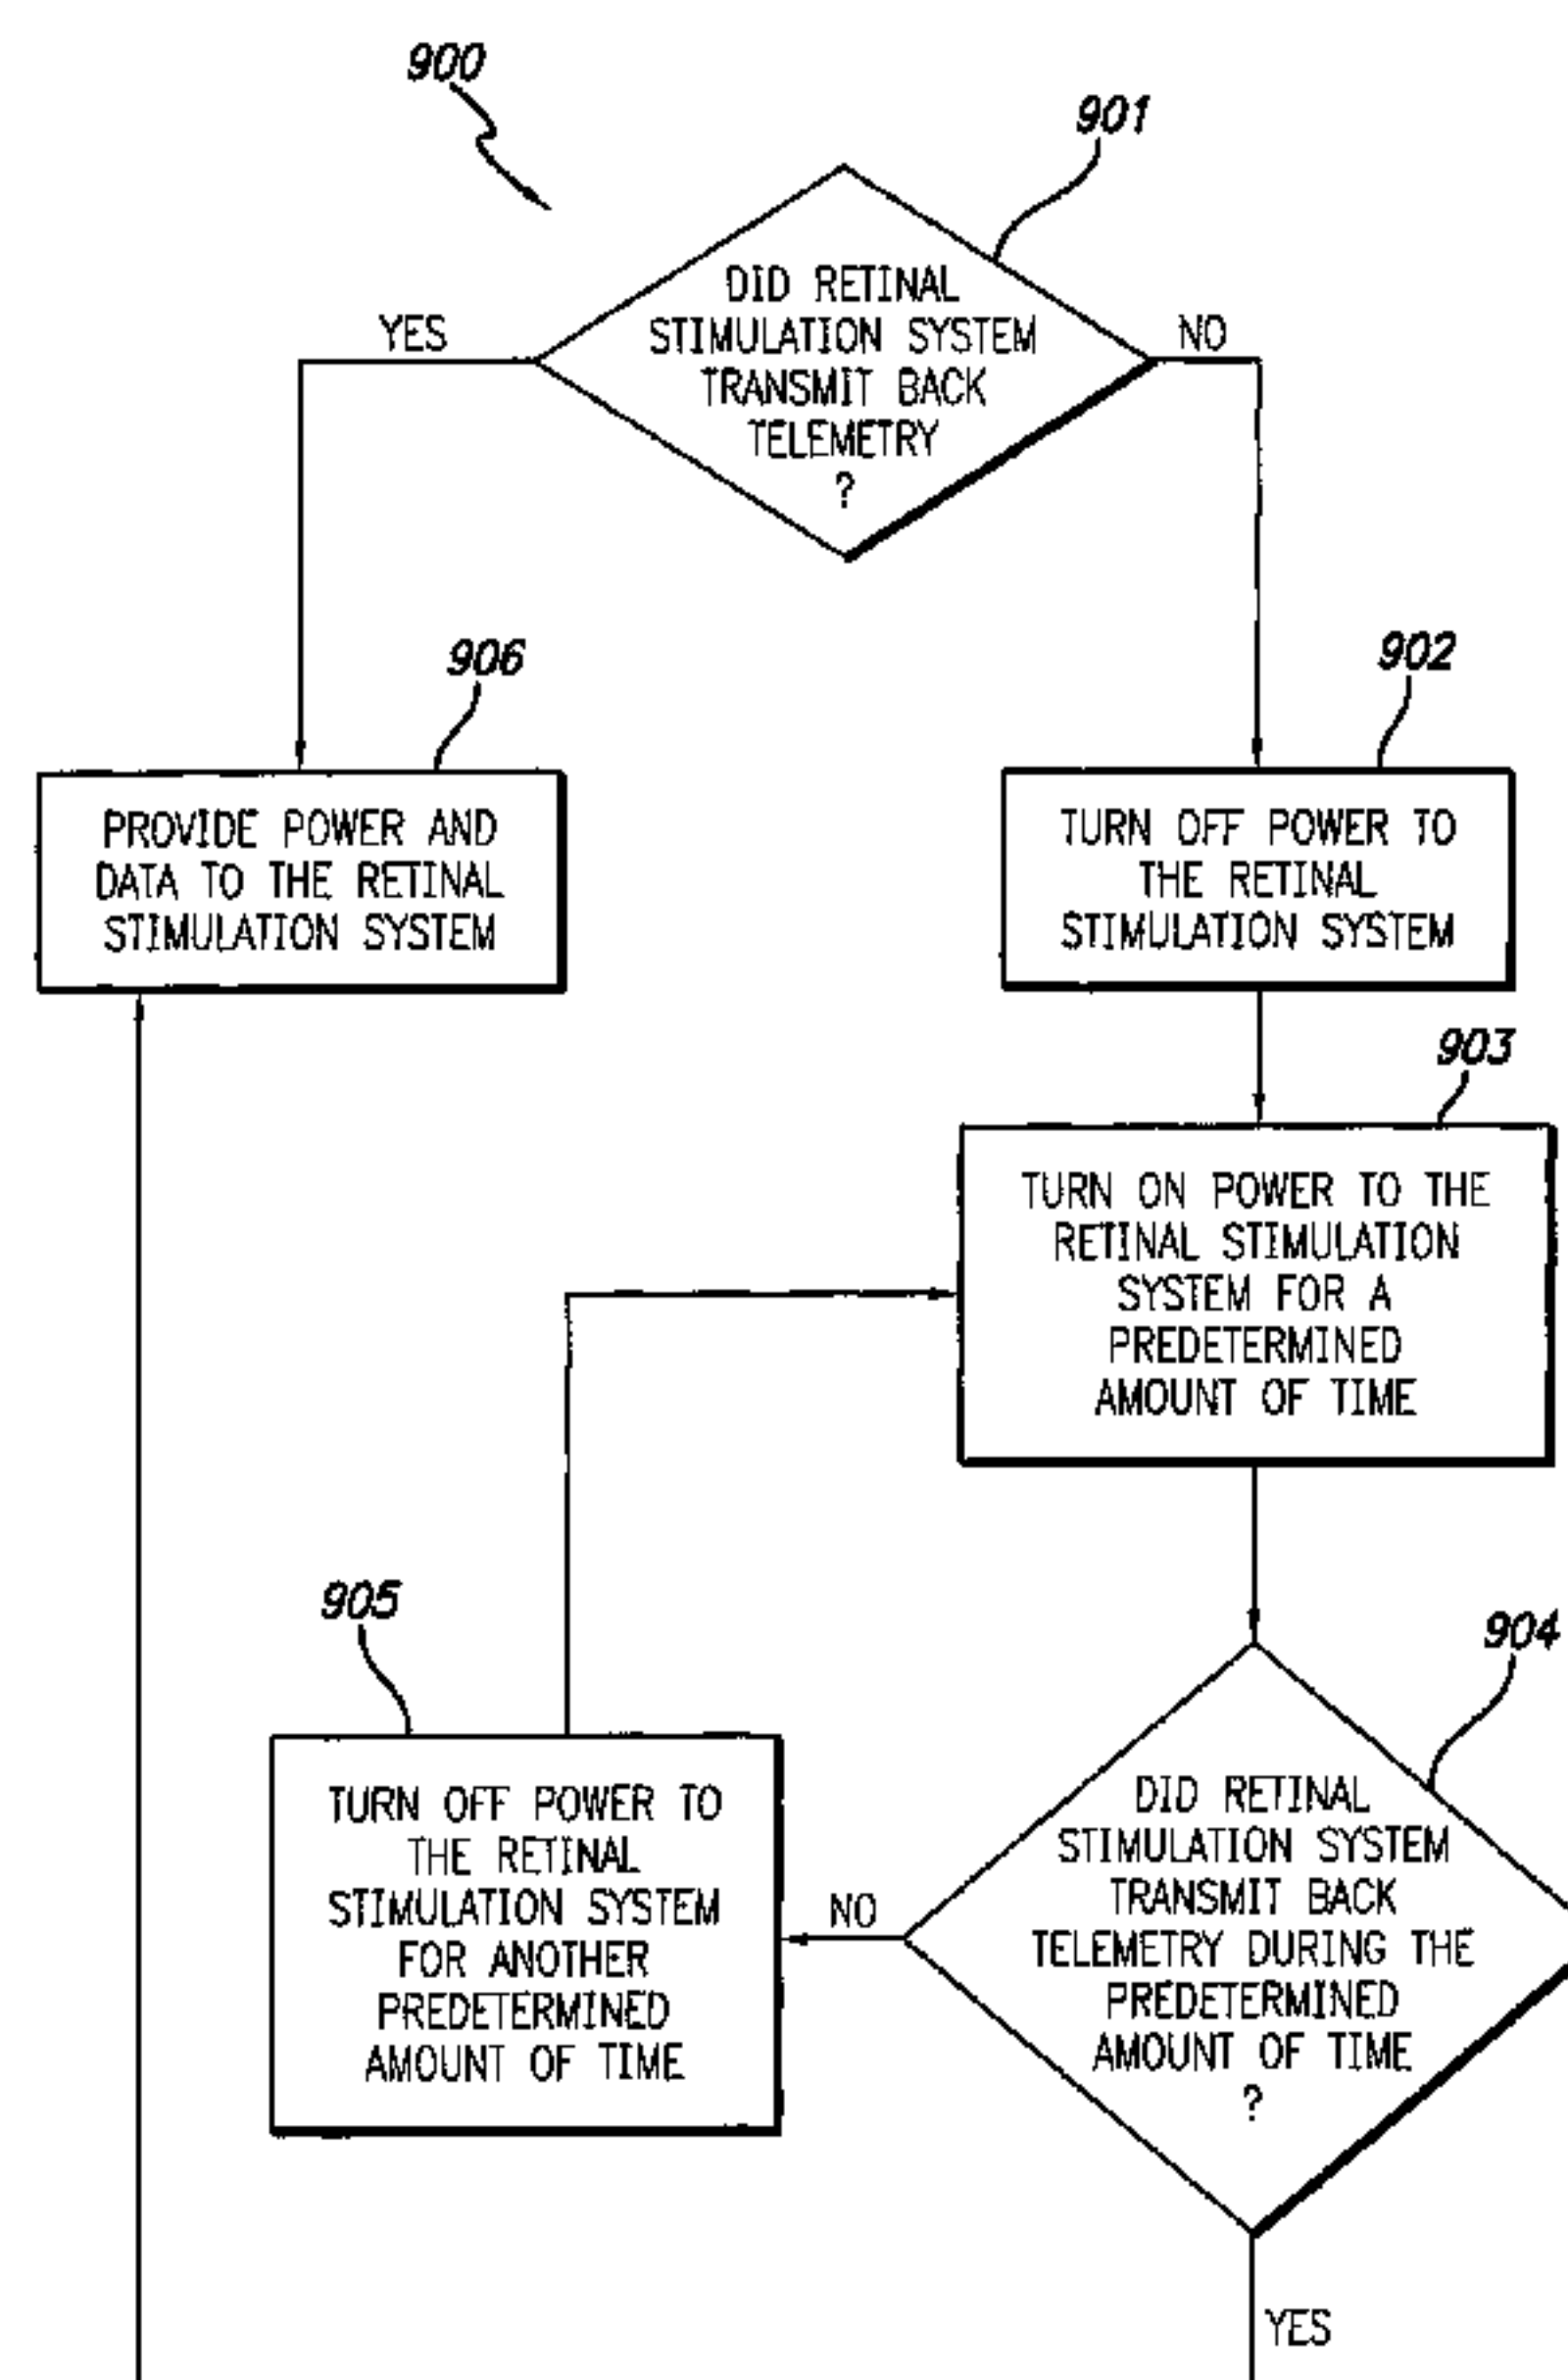 900
901
DID RETINAL
STIMULATION SYSTEM
TRANSMIT BACK
TELEMETRY
?
YES
NO
906
PROVIDE POWER AND
DATA TO THE RETINAL
STIMULATION SYSTEM
902
TURN OFF POWER TO
THE RETINAL
STIMULATION SYSTEM
903
TURN ON POWER TO THE
RETINAL STIMULATION
SYSTEM FOR A
PREDETERMINED
AMOUNT OF TIME
905
TURN OFF POWER TO
THE RETINAL
STIMULATION SYSTEM
FOR ANOTHER
PREDETERMINED
AMOUNT OF TIME
NO
904
DID RETINAL
STIMULATION SYSTEM
TRANSMIT BACK
TELEMETRY DURING THE
PREDETERMINED
AMOUNT OF TIME
?
YES